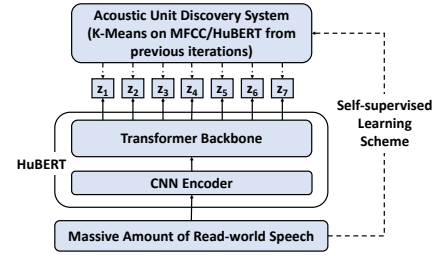 Acoustic Unit Discovery System
(K-Means on MFCC/HuBERT from
previous iterations)
z1 z2 z3 z4 z5 z6 z7
Self-supervised
Learning
Scheme
Transformer Backbone
HuBERT
CNN Encoder
Massive Amount of Read-world Speech